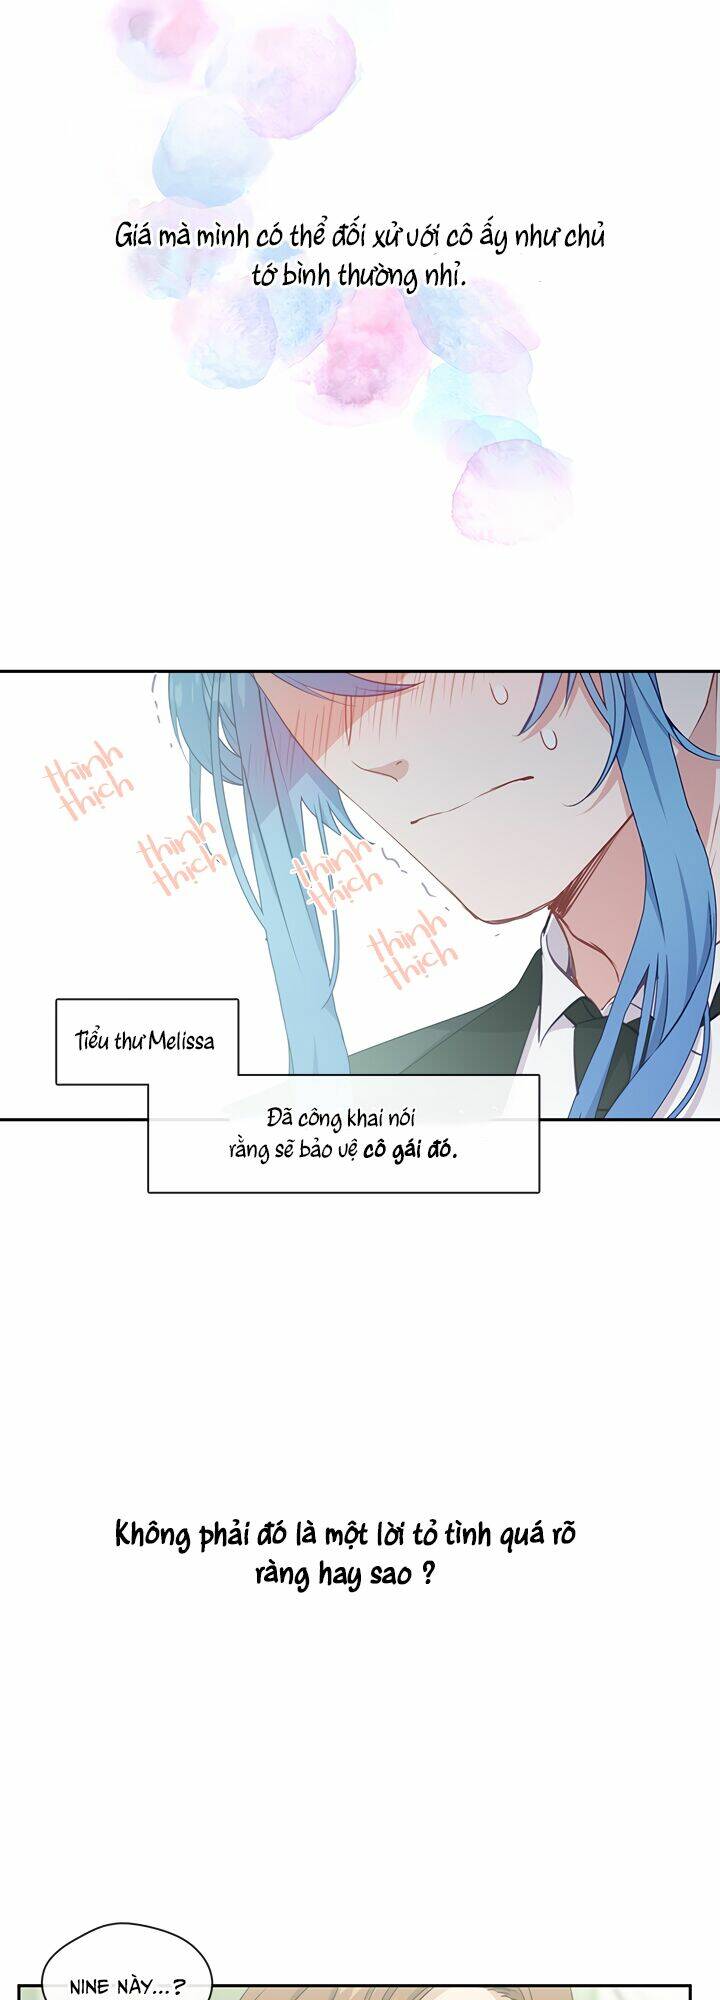 Giá mà mình có thể đối xử với cô ấy như chủ
tớ bình thường nhỉ.
thình
thịch
thình
thịch
thình
thịch
thình
thịch
Tiểu thư Melissa
Đã công khai nói
rằng sẽ bảo vệ cô gái đó.
Không phải đó là một lời tỏ tình quá rõ
ràng hay sao ?
NINE NÀY...?